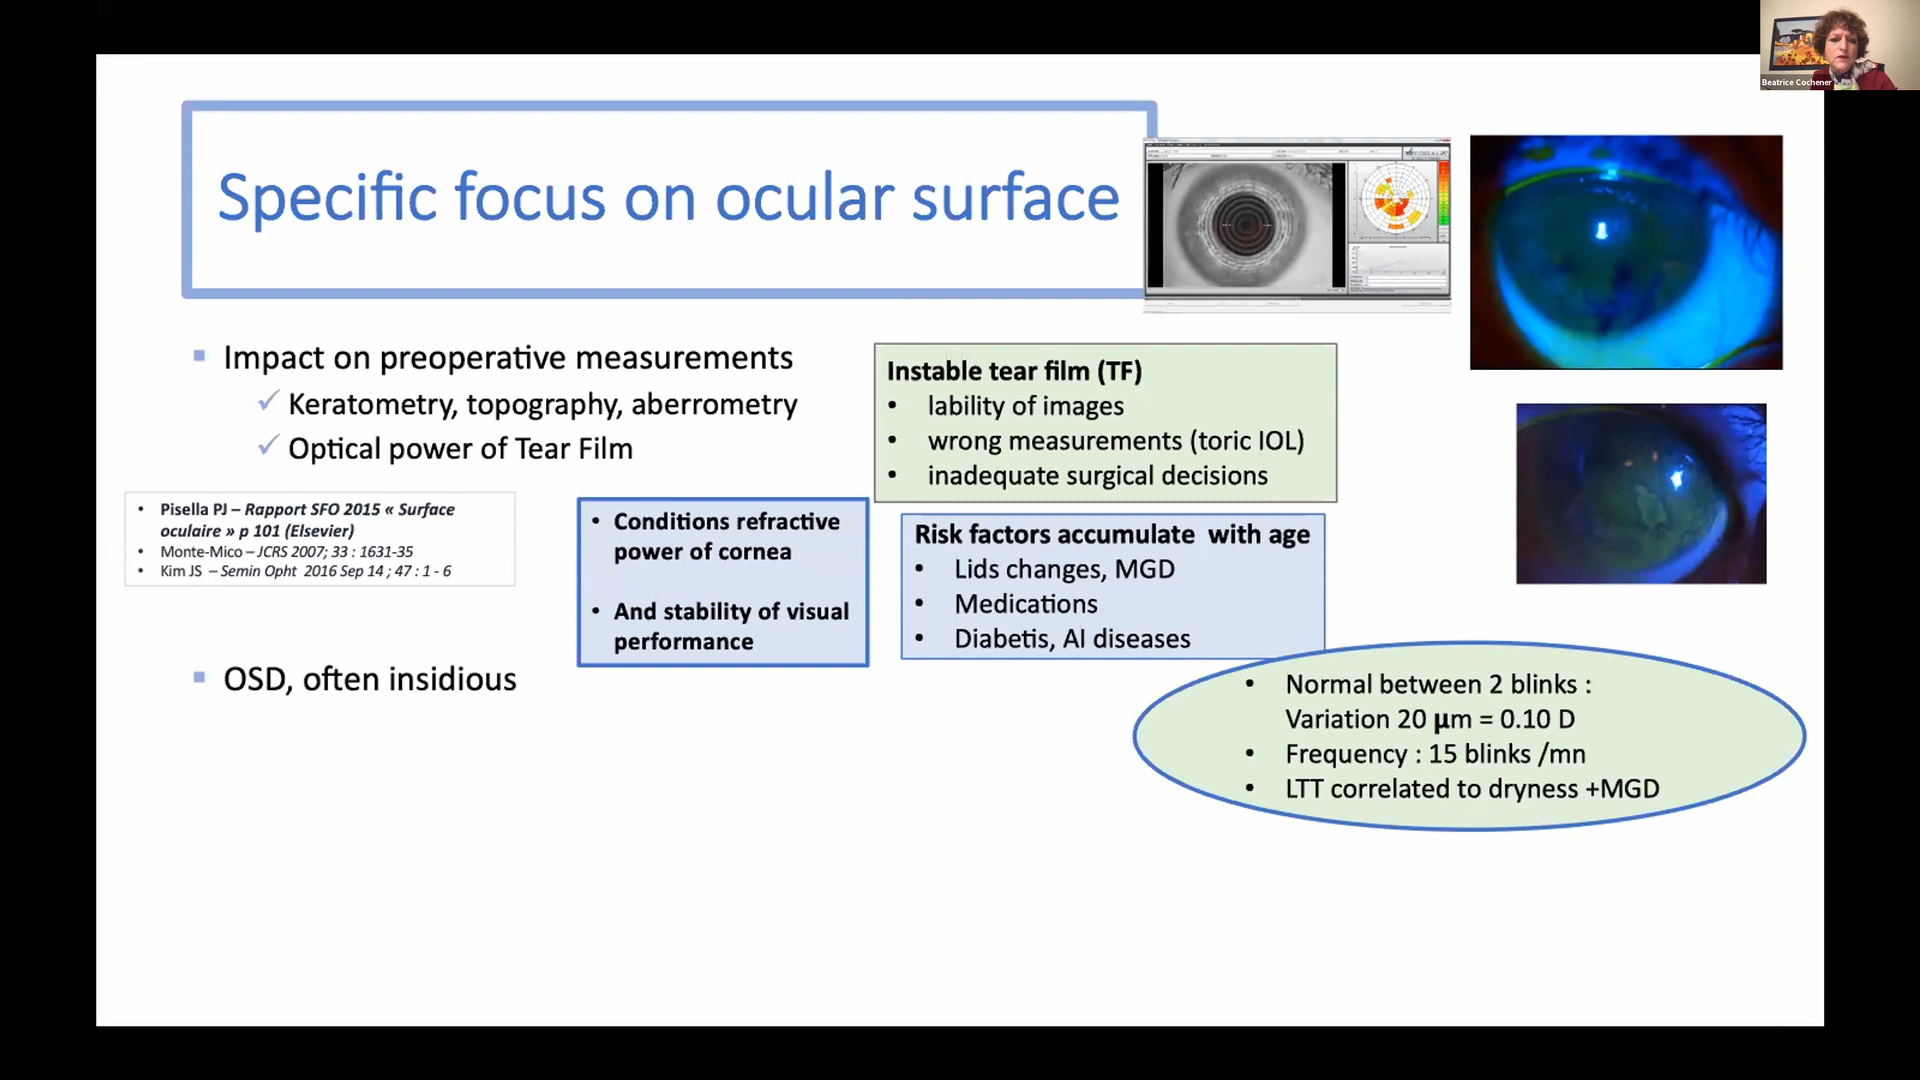 Beatrice Cochener
Specific focus on ocular surface
▪ Impact on preoperative measurements
✓ Keratometry, topography, aberrometry
✓ Optical power of Tear Film
• Pisella PJ – Rapport SFO 2015 « Surface
oculaire » p 101 (Elsevier)
• Monte-Mico – JCRS 2007; 33 : 1631-35
• Kim JS – Semin Opht 2016 Sep 14 ; 47 : 1 - 6
• Conditions refractive
power of cornea
• And stability of visual
performance
Instable tear film (TF)
• lability of images
• wrong measurements (toric IOL)
• inadequate surgical decisions
Risk factors accumulate with age
• Lids changes, MGD
• Medications
• Diabetis, AI diseases
▪ OSD, often insidious
• Normal between 2 blinks :
Variation 20 µm = 0.10 D
• Frequency : 15 blinks /mn
• LTT correlated to dryness +MGD